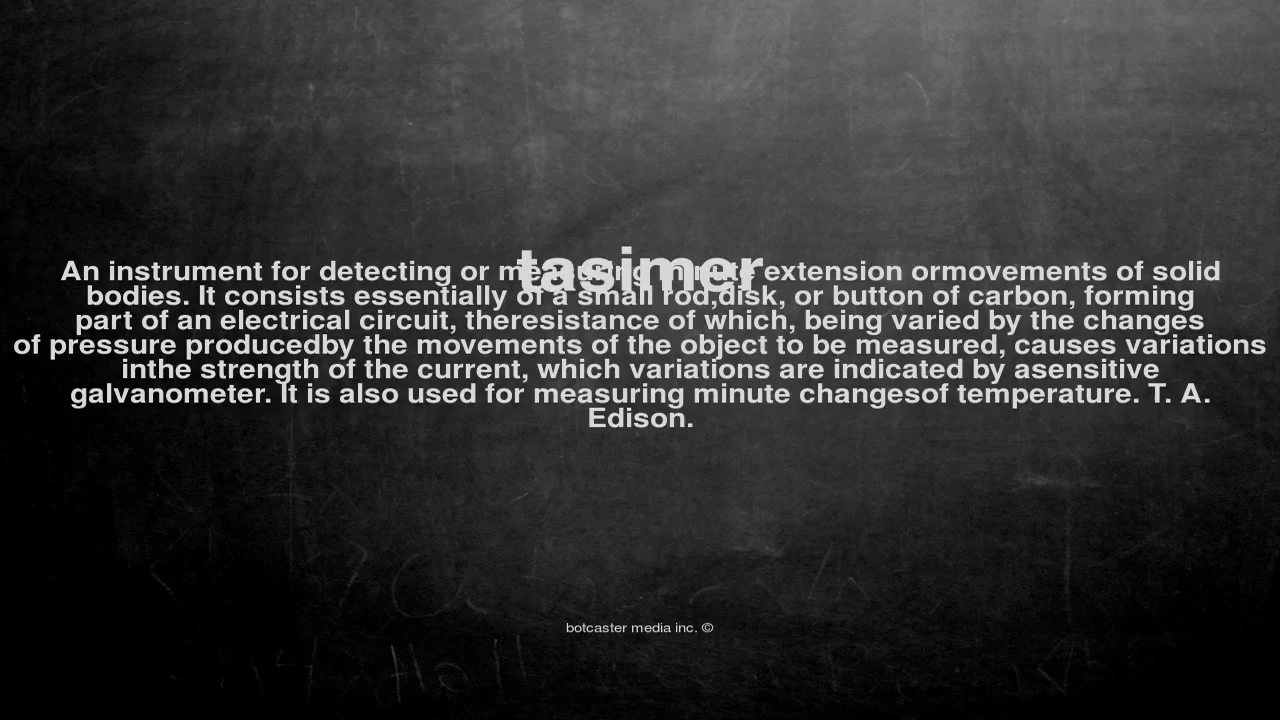 tasimer
An instrument for detecting or measuring minute extension ormovements of solid
bodies. It consists essentially of a small rod,disk, or button of carbon, forming
part of an electrical circuit, theresistance of which, being varied by the changes
of pressure producedby the movements of the object to be measured, causes variations
inthe strength of the current, which variations are indicated by asensitive
galvanometer. It is also used for measuring minute changesof temperature. T. A.
Edison.
botcaster media inc. ©